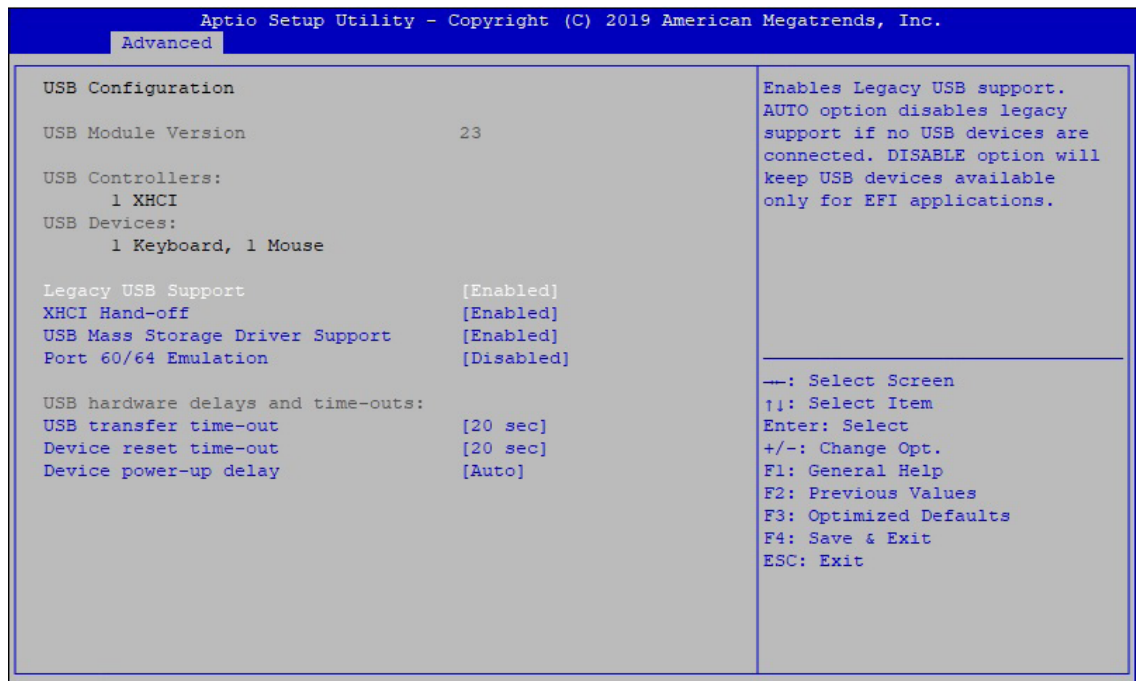 Aptio Setup Utility – Copyright (C) 2019 American Megatrends, Inc.
Advanced
USB Configuration
USB Module Version 23
USB Controllers:
1 XHCI
USB Devices:
1 Keyboard, 1 Mouse
Legacy USB Support [Enabled]
XHCI Hand-off [Enabled]
USB Mass Storage Driver Support [Enabled]
Port 60/64 Emulation [Disabled]
USB hardware delays and time-outs:
USB transfer time-out [20 sec]
Device reset time-out [20 sec]
Device power-up delay [Auto]
Enables Legacy USB support.
AUTO option disables legacy
support if no USB devices are
connected. DISABLE option will
keep USB devices available
only for EFI applications.
→←: Select Screen
↑↓: Select Item
Enter: Select
+/-: Change Opt.
F1: General Help
F2: Previous Values
F3: Optimized Defaults
F4: Save & Exit
ESC: Exit